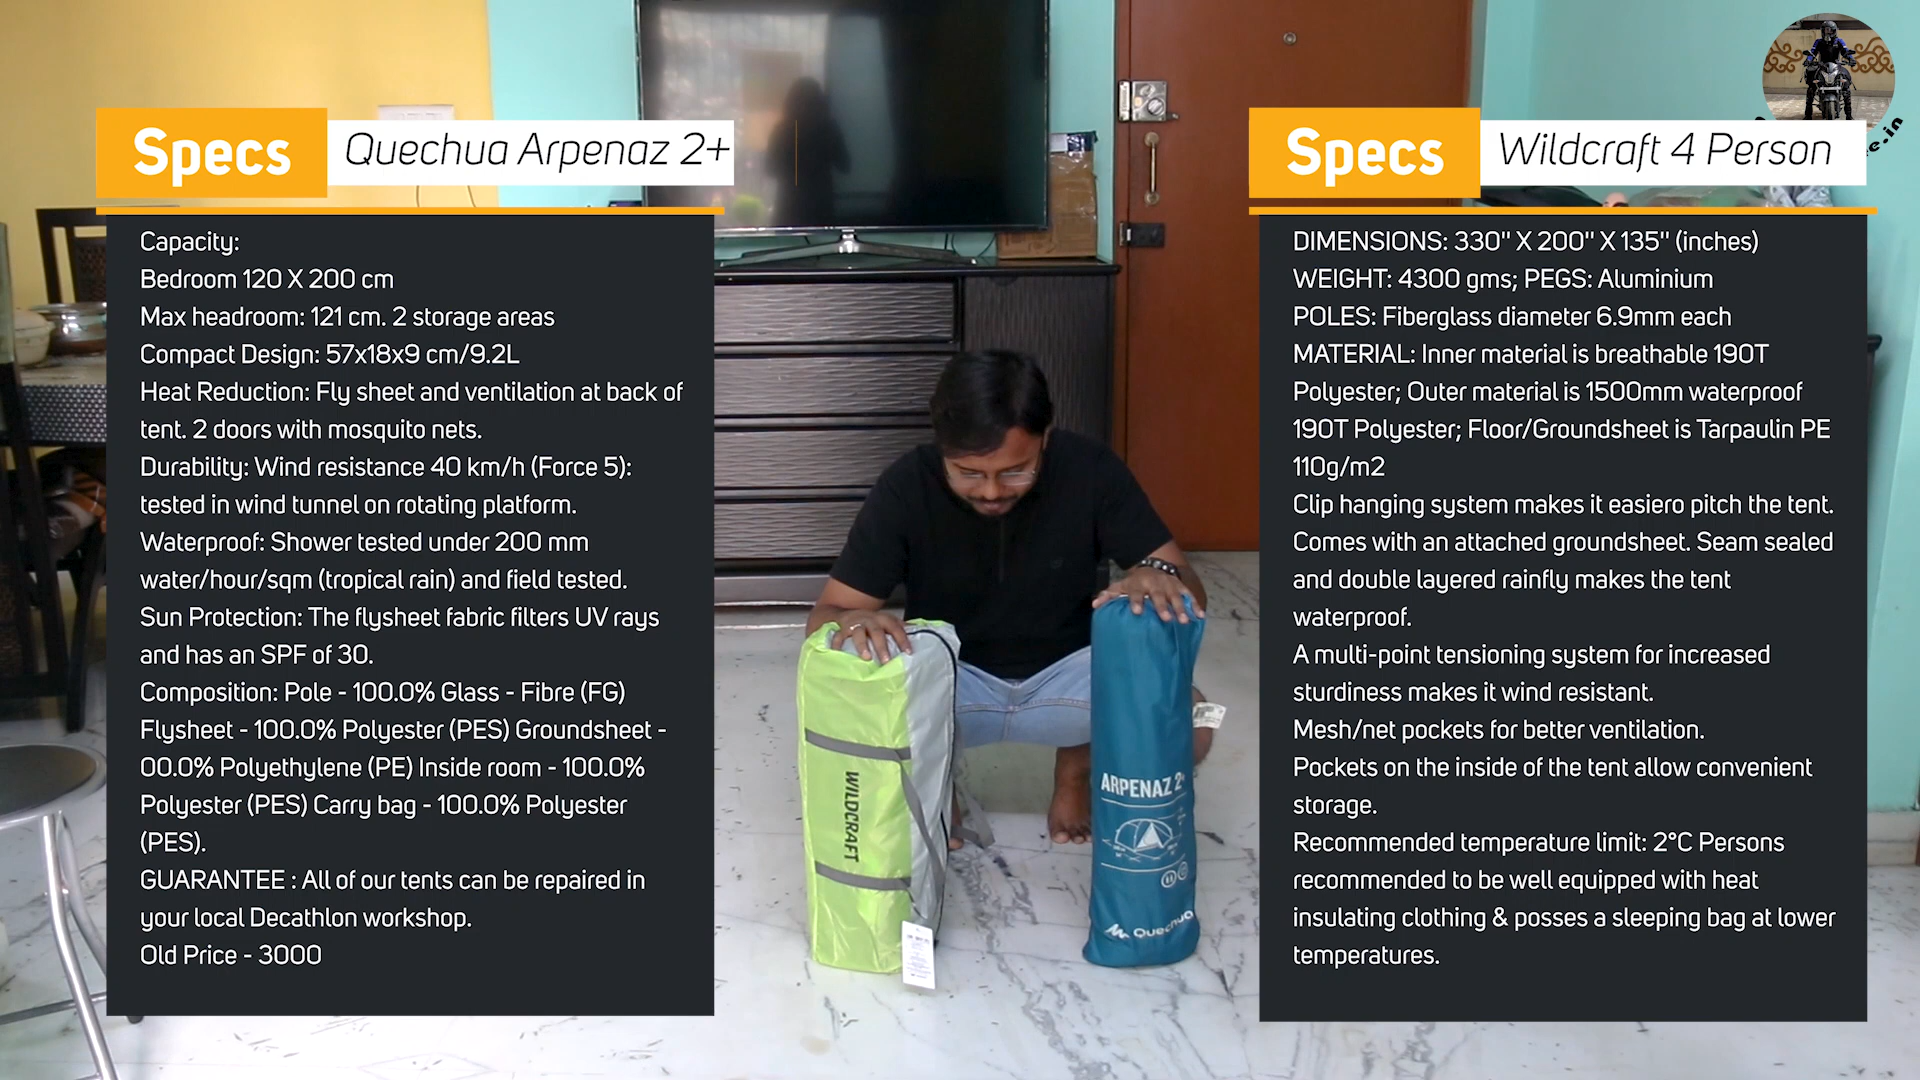 Specs
Quechua Arpenaz 2+
Capacity:
Bedroom 120 X 200 cm
Max headroom: 121 cm. 2 storage areas
Compact Design: 57x18x9 cm/9.2L
Heat Reduction: Fly sheet and ventilation at back of
tent. 2 doors with mosquito nets.
Durability: Wind resistance 40 km/h (Force 5):
tested in wind tunnel on rotating platform.
Waterproof: Shower tested under 200 mm
water/hour/sqm (tropical rain) and field tested.
Sun Protection: The flysheet fabric filters UV rays
and has an SPF of 30.
Composition: Pole - 100.0% Glass - Fibre (FG)
Flysheet - 100.0% Polyester (PES) Groundsheet -
00.0% Polyethylene (PE) Inside room - 100.0%
Polyester (PES) Carry bag - 100.0% Polyester
(PES).
GUARANTEE : All of our tents can be repaired in
your local Decathlon workshop.
Old Price - 3000
WILDCRAFT
ARPENAZ 2+
Quechua
Specs
Wildcraft 4 Person
DIMENSIONS: 330" X 200" X 135" (inches)
WEIGHT: 4300 gms; PEGS: Aluminium
POLES: Fiberglass diameter 6.9mm each
MATERIAL: Inner material is breathable 190T
Polyester; Outer material is 1500mm waterproof
190T Polyester; Floor/Groundsheet is Tarpaulin PE
110g/m2
Clip hanging system makes it easiero pitch the tent.
Comes with an attached groundsheet. Seam sealed
and double layered rainfly makes the tent
waterproof.
A multi-point tensioning system for increased
sturdiness makes it wind resistant.
Mesh/net pockets for better ventilation.
Pockets on the inside of the tent allow convenient
storage.
Recommended temperature limit: 2°C Persons
recommended to be well equipped with heat
insulating clothing & posses a sleeping bag at lower
temperatures.